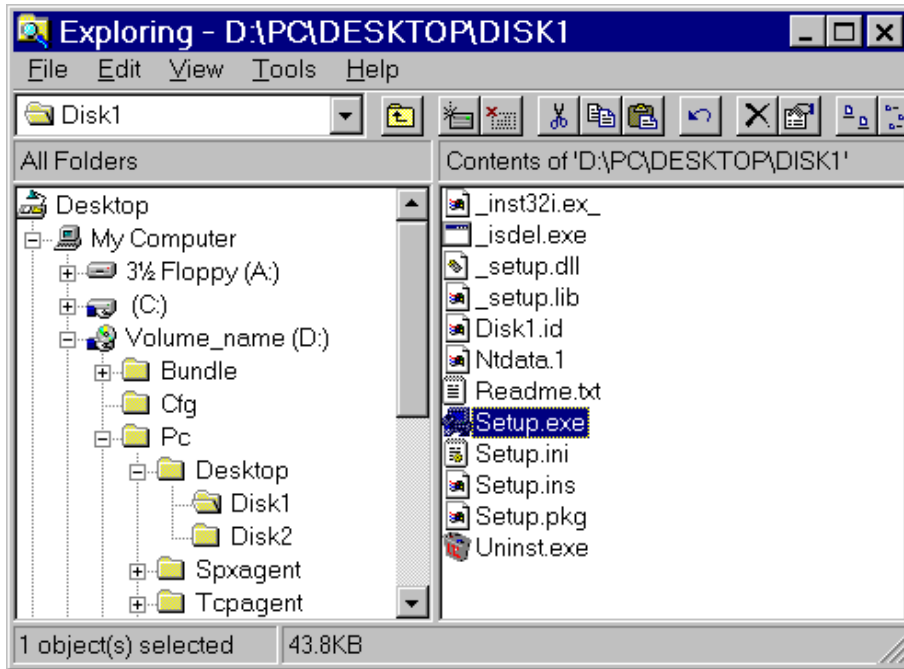 Exploring - D:\PC\DESKTOP\DISK1
File Edit View Tools Help
Disk1
All Folders
Contents of 'D:\PC\DESKTOP\DISK1'
Desktop
My Computer
3½ Floppy (A:)
(C:)
Volume_name (D:)
Bundle
Cfg
Pc
Desktop
Disk1
Disk2
Spxagent
Tcpagent
_inst32i.ex_
_isdel.exe
_setup.dll
_setup.lib
Disk1.id
Ntdata.1
Readme.txt
Setup.exe
Setup.ini
Setup.ins
Setup.pkg
Uninst.exe
1 object(s) selected
43.8KB